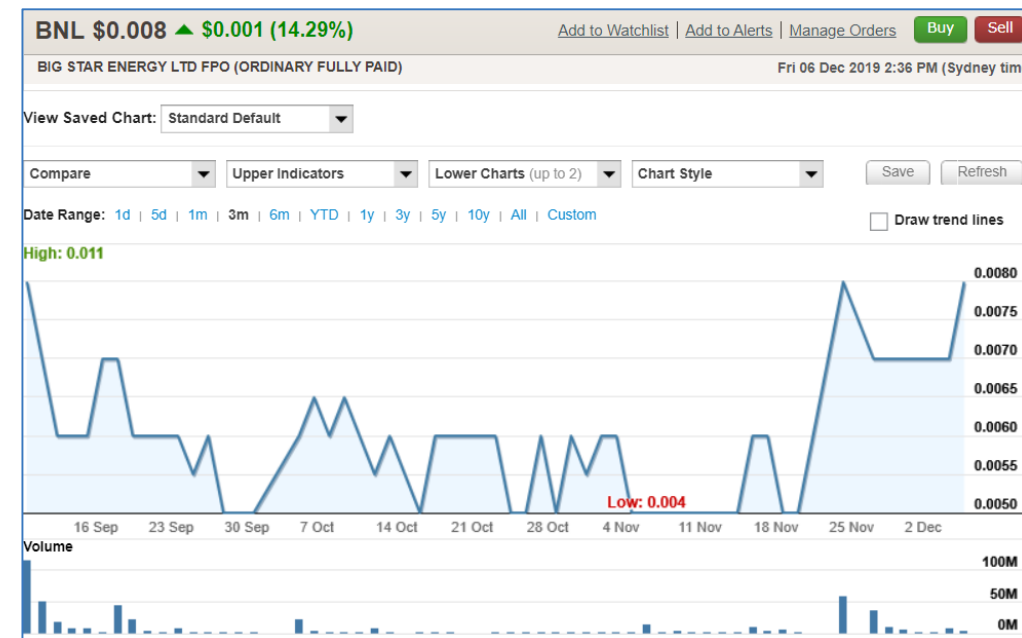 BNL $0.008 ▲ $0.001 (14.29%) Add to Watchlist | Add to Alerts | Manage Orders Buy Sell
BIG STAR ENERGY LTD FPO (ORDINARY FULLY PAID) Fri 06 Dec 2019 2:36 PM (Sydney tim
View Saved Chart: Standard Default
Compare Upper Indicators Lower Charts (up to 2) Chart Style Save Refresh
Date Range: 1d | 5d | 1m | 3m | 6m | YTD | 1y | 3y | 5y | 10y | All | Custom Draw trend lines
High: 0.011
0.0080
0.0075
0.0070
0.0065
0.0060
0.0055
Low: 0.004 0.0050
16 Sep 23 Sep 30 Sep 7 Oct 14 Oct 21 Oct 28 Oct 4 Nov 11 Nov 18 Nov 25 Nov 2 Dec
Volume
100M
50M
0M